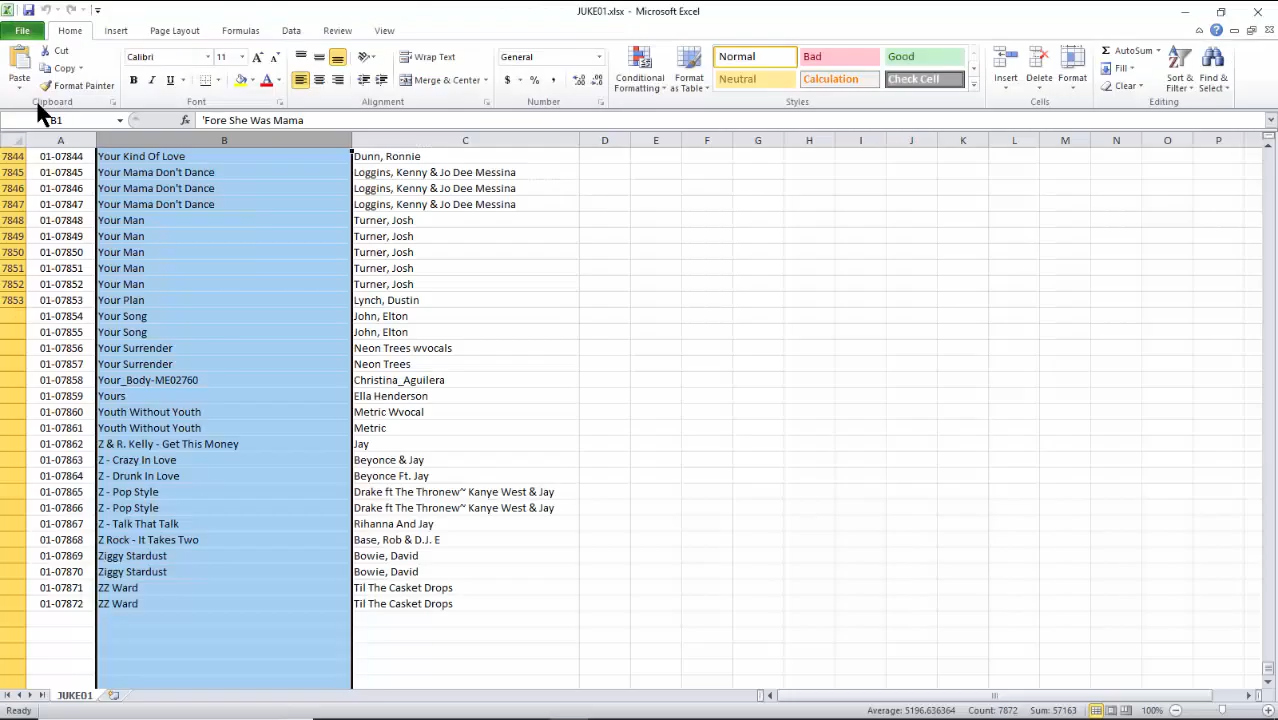 JUKE01.xlsx - Microsoft Excel
File Home Insert Page Layout Formulas Data Review View
Cut
Copy
Format Painter
Paste
Clipboard
Calibri 11
B I U
Font
Wrap Text
Merge & Center
Alignment
General
$ % ,
Number
Conditional Formatting
Format as Table
Normal Bad Good
Neutral Calculation Check Cell
Styles
Insert Delete Format
Cells
AutoSum
Fill
Clear
Sort & Filter
Find & Select
Editing
B1 fx 'Fore She Was Mama
A B C D E F G H I J K L M N O P
7844 01-07844 Your Kind Of Love Dunn, Ronnie
7845 01-07845 Your Mama Don't Dance Loggins, Kenny & Jo Dee Messina
7846 01-07846 Your Mama Don't Dance Loggins, Kenny & Jo Dee Messina
7847 01-07847 Your Mama Don't Dance Loggins, Kenny & Jo Dee Messina
7848 01-07848 Your Man Turner, Josh
7849 01-07849 Your Man Turner, Josh
7850 01-07850 Your Man Turner, Josh
7851 01-07851 Your Man Turner, Josh
7852 01-07852 Your Man Turner, Josh
7853 01-07853 Your Plan Lynch, Dustin
01-07854 Your Song John, Elton
01-07855 Your Song John, Elton
01-07856 Your Surrender Neon Trees wvocals
01-07857 Your Surrender Neon Trees
01-07858 Your_Body-ME02760 Christina_Aguilera
01-07859 Yours Ella Henderson
01-07860 Youth Without Youth Metric Wvocal
01-07861 Youth Without Youth Metric
01-07862 Z & R. Kelly - Get This Money Jay
01-07863 Z - Crazy In Love Beyonce & Jay
01-07864 Z - Drunk In Love Beyonce Ft. Jay
01-07865 Z - Pop Style Drake ft The Thronew~ Kanye West & Jay
01-07866 Z - Pop Style Drake ft The Thronew~ Kanye West & Jay
01-07867 Z - Talk That Talk Rihanna And Jay
01-07868 Z Rock - It Takes Two Base, Rob & D.J. E
01-07869 Ziggy Stardust Bowie, David
01-07870 Ziggy Stardust Bowie, David
01-07871 ZZ Ward Til The Casket Drops
01-07872 ZZ Ward Til The Casket Drops
JUKE01
Ready Average: 5196.636364 Count: 7872 Sum: 57163 100%